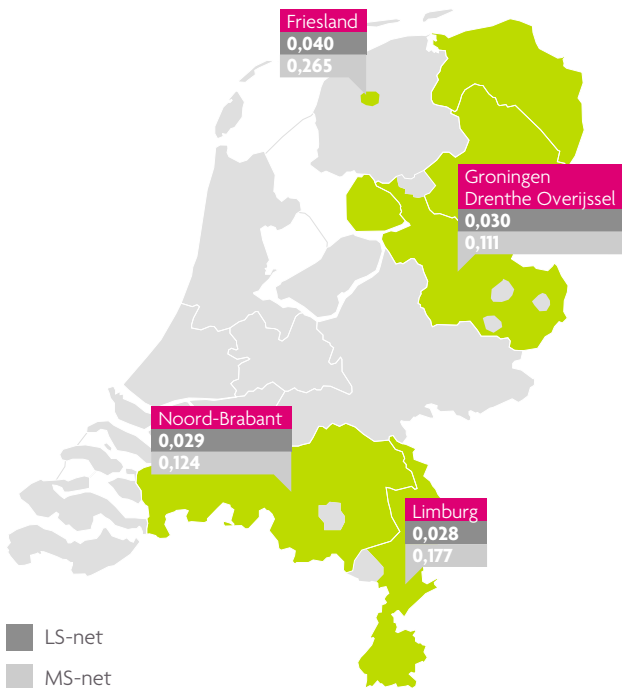 Friesland
0,040
0,265
Groningen
Drenthe Overijssel
0,030
0,111
Noord-Brabant
0,029
0,124
Limburg
0,028
0,177
LS-net
MS-net